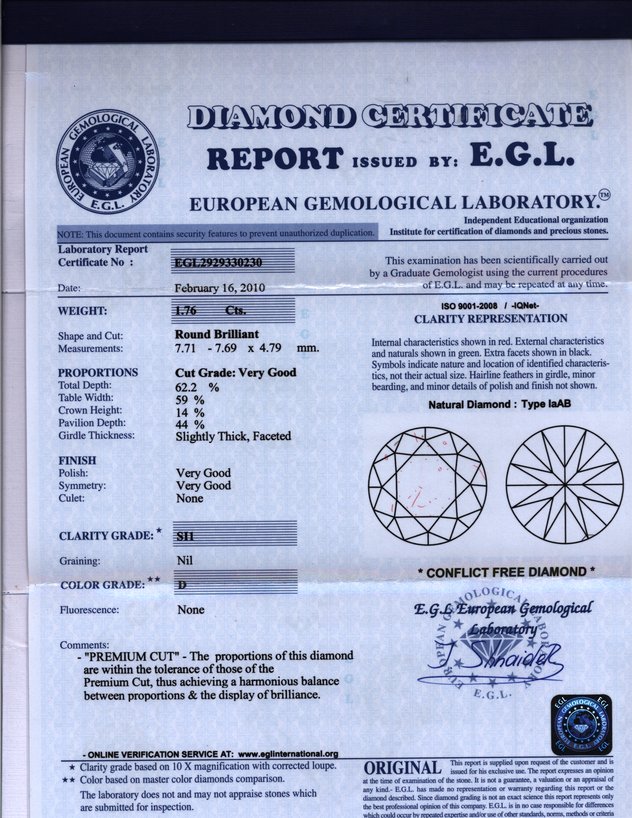 EUROPEAN GEMOLOGICAL LABORATORY
E.G.L.
DIAMOND CERTIFICATE
REPORT ISSUED BY: E.G.L.
EUROPEAN GEMOLOGICAL LABORATORY.™
Independent Educational organization
Institute for certification of diamonds and precious stones.
NOTE: This document contains security features to prevent unauthorized duplication.
Laboratory Report
Certificate No : EGL2929330230
Date: February 16, 2010
This examination has been scientifically carried out
by a Graduate Gemologist using the current procedures
of E.G.L. and may be repeated at any time.
WEIGHT: 1.76 Cts.
Shape and Cut: Round Brilliant
Measurements: 7.71 - 7.69 x 4.79 mm.
PROPORTIONS Cut Grade: Very Good
Total Depth: 62.2 %
Table Width: 59 %
Crown Height: 14 %
Pavilion Depth: 44 %
Girdle Thickness: Slightly Thick, Faceted
FINISH
Polish: Very Good
Symmetry: Very Good
Culet: None
CLARITY GRADE: * SI1
Graining: Nil
COLOR GRADE: ** D
Fluorescence: None
Comments:
- "PREMIUM CUT" - The proportions of this diamond
are within the tolerance of those of the
Premium Cut, thus achieving a harmonious balance
between proportions & the display of brilliance.
ISO 9001-2008 / -IQNet-
CLARITY REPRESENTATION
Internal characteristics shown in red. External characteristics
and naturals shown in green. Extra facets shown in black.
Symbols indicate nature and location of identified characteris-
tics, not their actual size. Hairline feathers in girdle, minor
bearding, and minor details of polish and finish not shown.
Natural Diamond : Type IaAB
* CONFLICT FREE DIAMOND *
E.G.L European Gemological
Laboratory
E.G.L.
- ONLINE VERIFICATION SERVICE AT: www.eglinternational.org
★ Clarity grade based on 10 X magnification with corrected loupe.
★★ Color based on master color diamonds comparison.
The laboratory does not and may not appraise stones which
are submitted for inspection.
ORIGINAL This report is supplied upon request of the customer and is
issued for his exclusive use. The report expresses an opinion
at the time of examination of the stone. It is not a guarantee, a valuation or an appraisal of
any kind.- E.G.L. has made no representation or warranty regarding this report or the
diamond described. Since diamond grading is not an exact science this report represents only
the best professional opinion of this company. E.G.L. is in no case responsible for differences
which could occur by repeated expertise and/or use of other standards, norms, methods or criteria